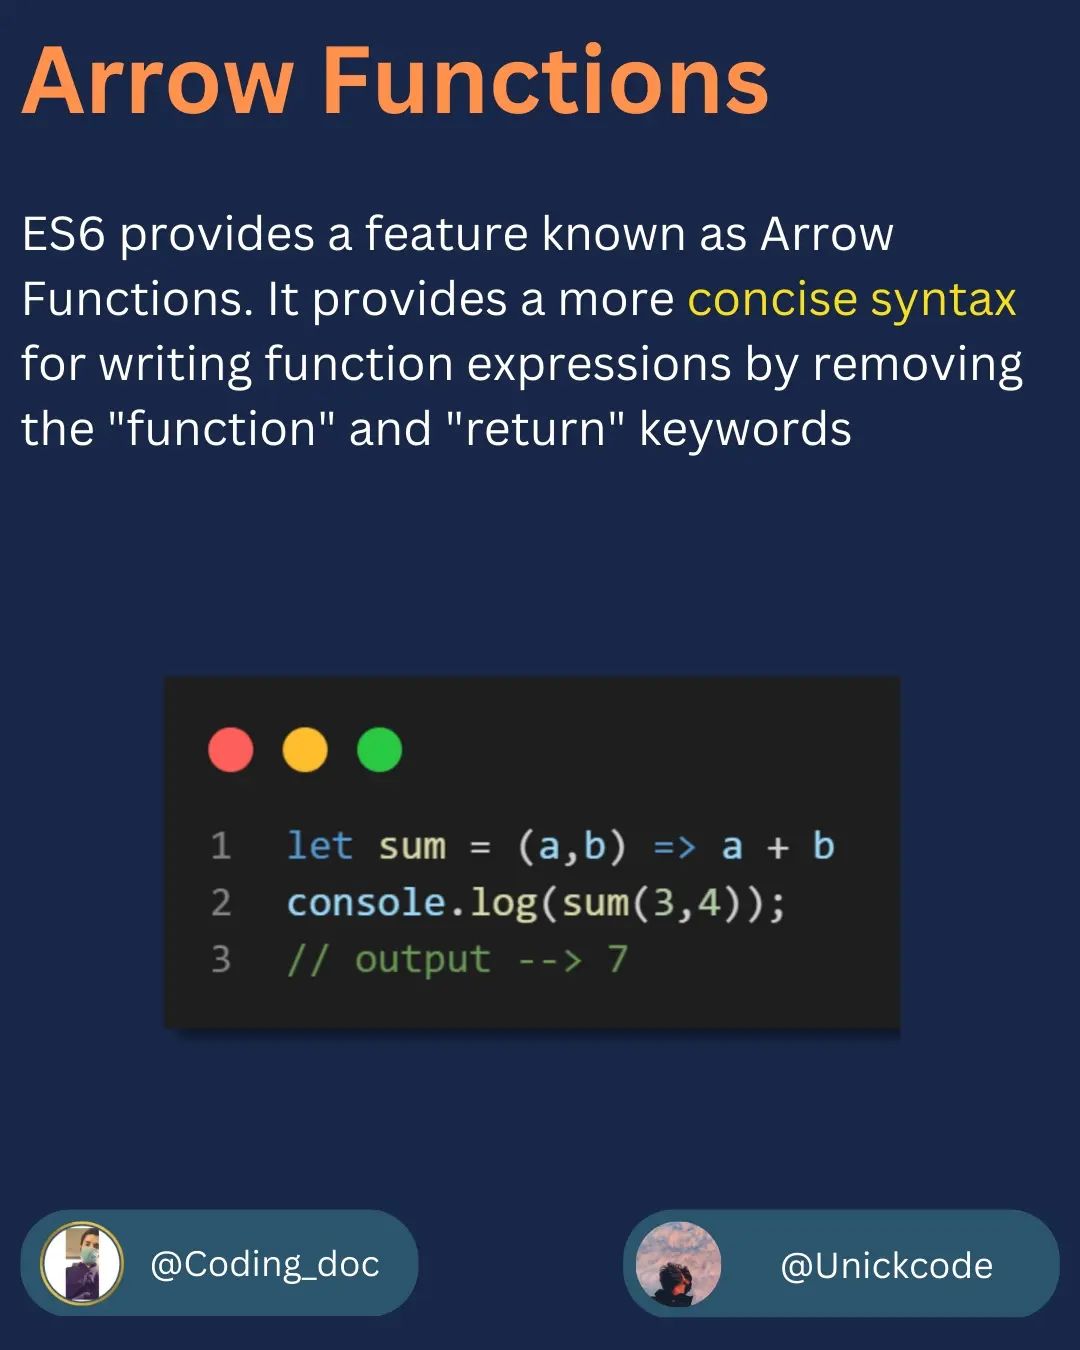 Arrow Functions
ES6 provides a feature known as Arrow
Functions. It provides a more concise syntax
for writing function expressions by removing
the "function" and "return" keywords
1 let sum = (a,b) => a + b
2 console.log(sum(3,4));
3 // output --> 7
@Coding_doc
@Unickcode